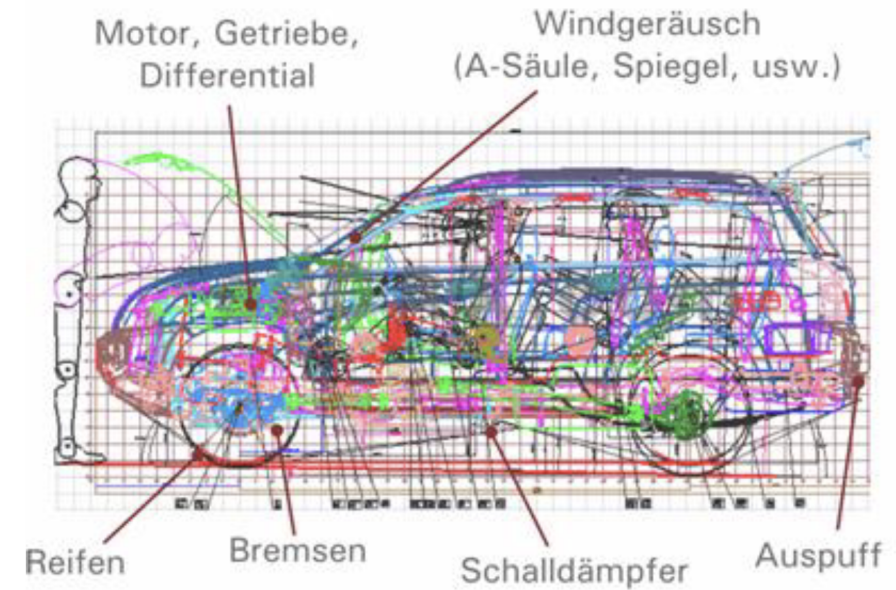 Motor, Getriebe,
Differential
Windgeräusch
(A-Säule, Spiegel, usw.)
Reifen
Bremsen
Schalldämpfer
Auspuff